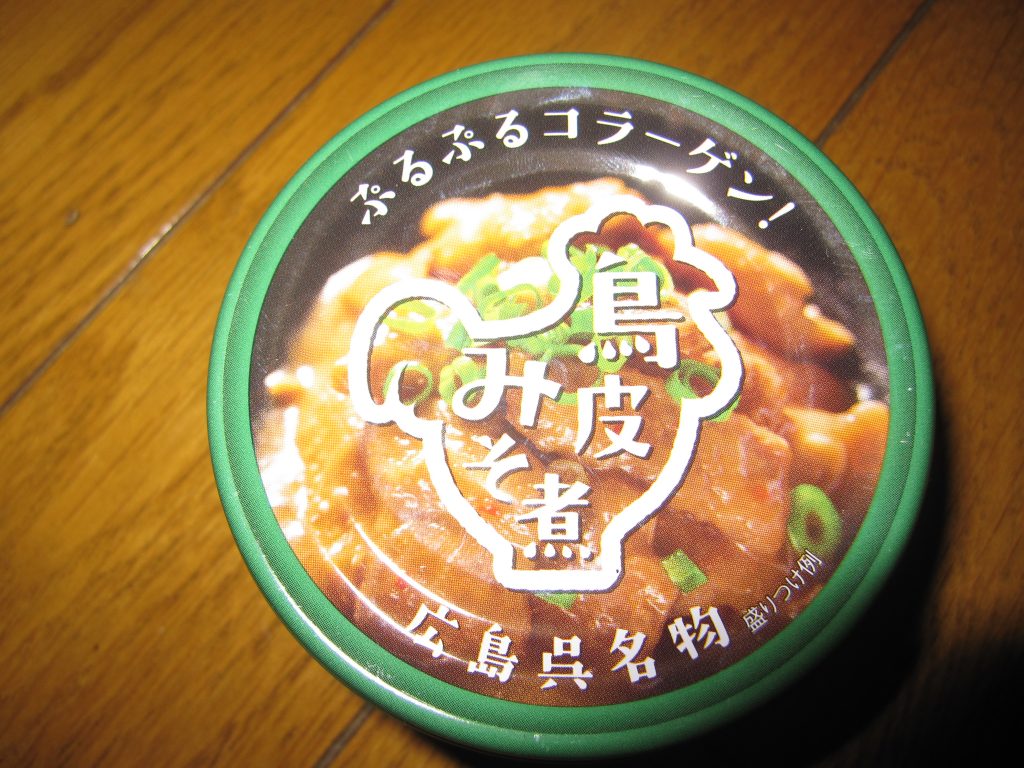 ぷるぷるコラーゲン!
鳥皮
みそ煮
広島呉名物
盛りつけ例